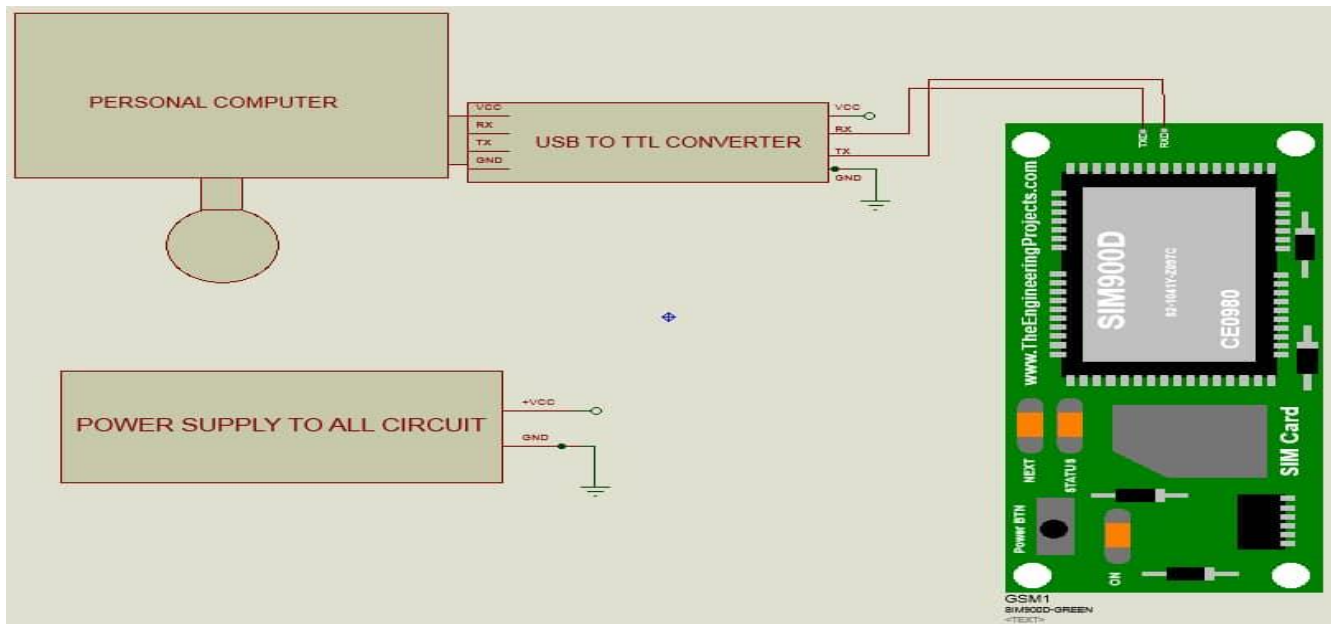 PERSONAL COMPUTER
VCC
RX
TX
GND
USB TO TTL CONVERTER
VCC
RX
TX
GND
TXD#
RXD#
www.TheEngineeringProjects.com
SIM900D
CE0980
POWER SUPPLY TO ALL CIRCUIT
+VCC
GND
NEXT
STATUS
SIM Card
Power BTN
ON
GSM1
SIM900D-GREEN
<TEXT>